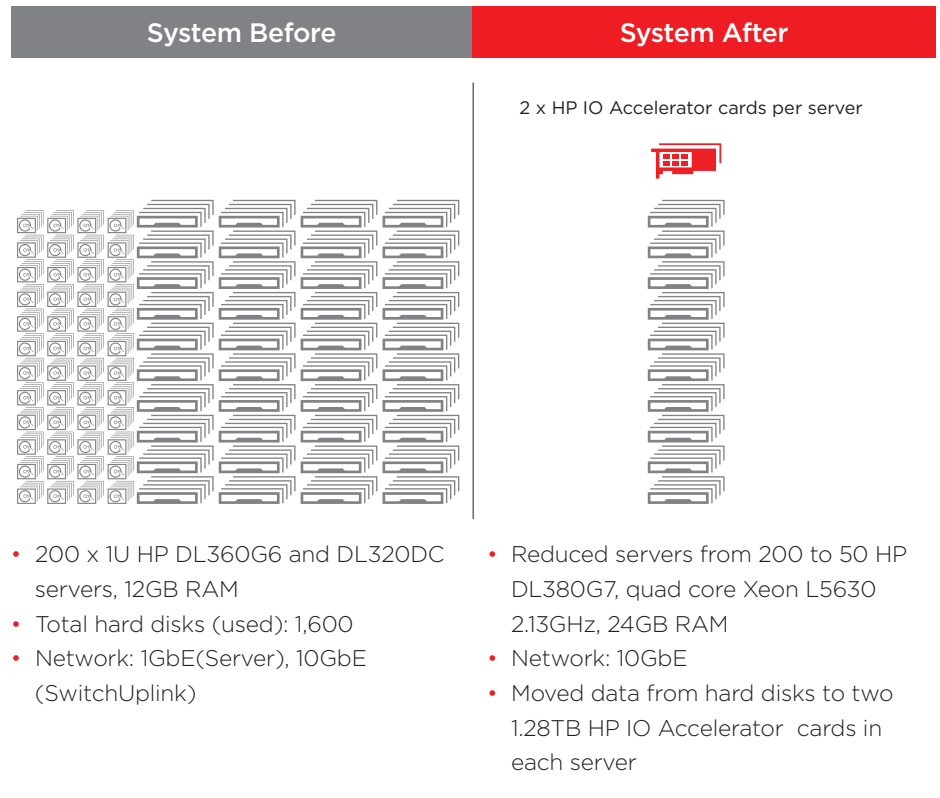 System Before
System After
2 x HP IO Accelerator cards per server
• 200 x 1U HP DL360G6 and DL320DC
servers, 12GB RAM
• Total hard disks (used): 1,600
• Network: 1GbE(Server), 10GbE
(SwitchUplink)
• Reduced servers from 200 to 50 HP
DL380G7, quad core Xeon L5630
2.13GHz, 24GB RAM
• Network: 10GbE
• Moved data from hard disks to two
1.28TB HP IO Accelerator cards in
each server